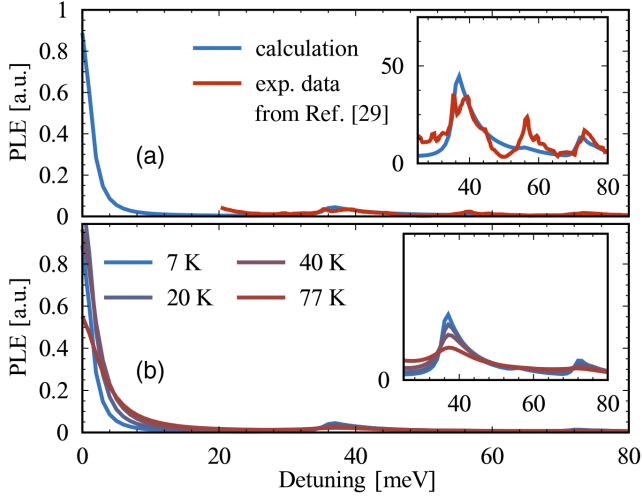 1
0.8
0.6
0.4
0.2
0
PLE [a.u.]
calculation
exp. data
from Ref. [29]
(a)
50
0
40 60 80
1
0.8
0.6
0.4
0.2
0
PLE [a.u.]
7 K 40 K
20 K 77 K
(b)
0
40 60 80
0 20 40 60 80
Detuning [meV]